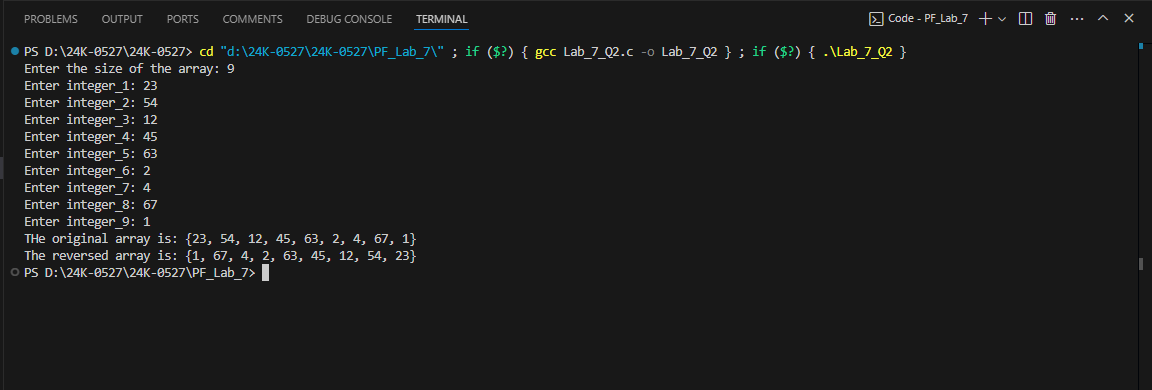 PROBLEMS OUTPUT PORTS COMMENTS DEBUG CONSOLE TERMINAL Code - PF_Lab_7
PS D:\24K-0527\24K-0527> cd "d:\24K-0527\24K-0527\PF_Lab_7\" ; if ($?) { gcc Lab_7_Q2.c -o Lab_7_Q2 } ; if ($?) { .\Lab_7_Q2 }
Enter the size of the array: 9
Enter integer_1: 23
Enter integer_2: 54
Enter integer_3: 12
Enter integer_4: 45
Enter integer_5: 63
Enter integer_6: 2
Enter integer_7: 4
Enter integer_8: 67
Enter integer_9: 1
THe original array is: {23, 54, 12, 45, 63, 2, 4, 67, 1}
The reversed array is: {1, 67, 4, 2, 63, 45, 12, 54, 23}
PS D:\24K-0527\24K-0527\PF_Lab_7>